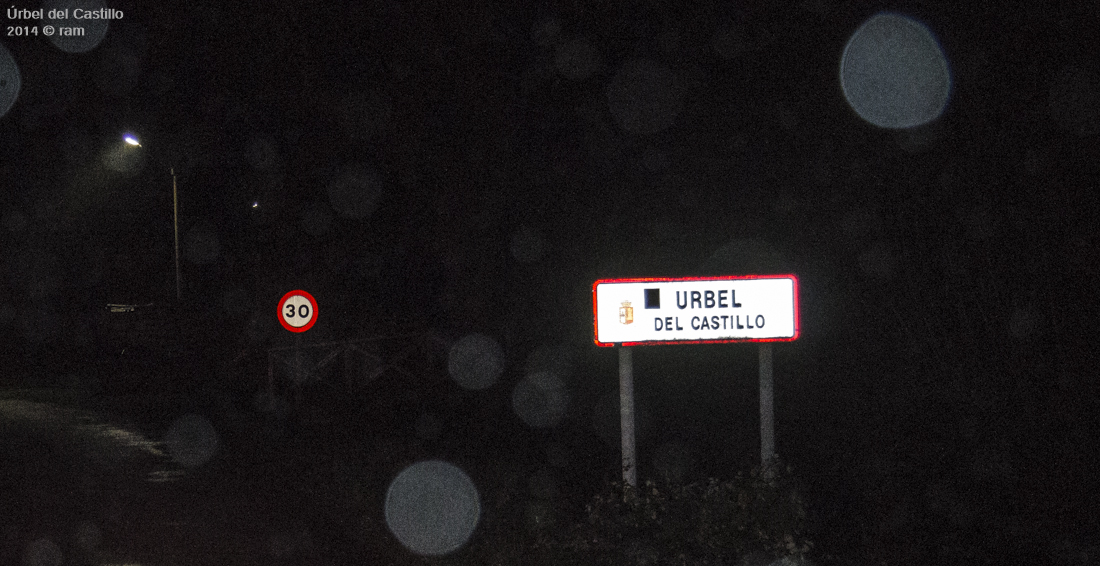 Úrbel del Castillo
2014 © ram
30
URBEL
DEL CASTILLO